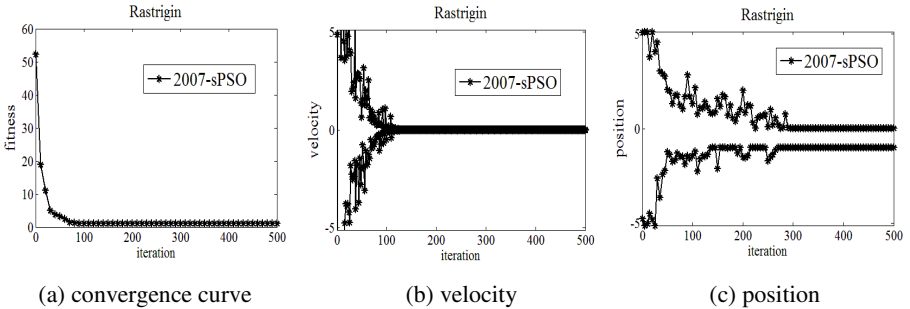 Rastrigin
60
50
40
30
20
10
0
fitness
2007-sPSO
0 100 200 300 400 500
iteration
(a) convergence curve
Rastrigin
5
0
-5
velocity
2007-sPSO
0 100 200 300 400 500
iteration
(b) velocity
Rastrigin
5
0
-5
position
2007-sPSO
0 100 200 300 400 500
iteration
(c) position